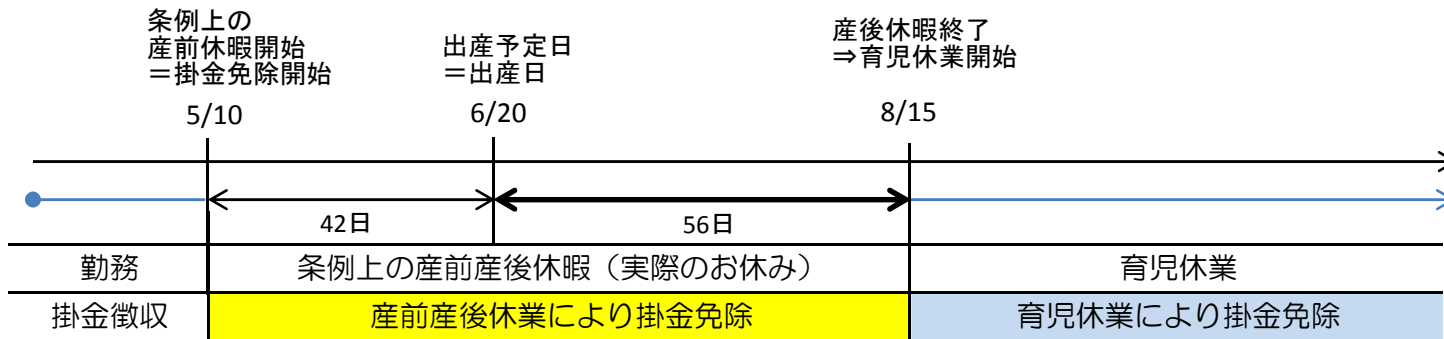 条例上の
産前休暇開始
＝掛金免除開始
出産予定日
＝出産日
産後休暇終了
⇒育児休業開始
5/10
6/20
8/15
42日
56日
勤務
条例上の産前産後休暇（実際のお休み）
育児休業
掛金徴収
産前産後休業により掛金免除
育児休業により掛金免除